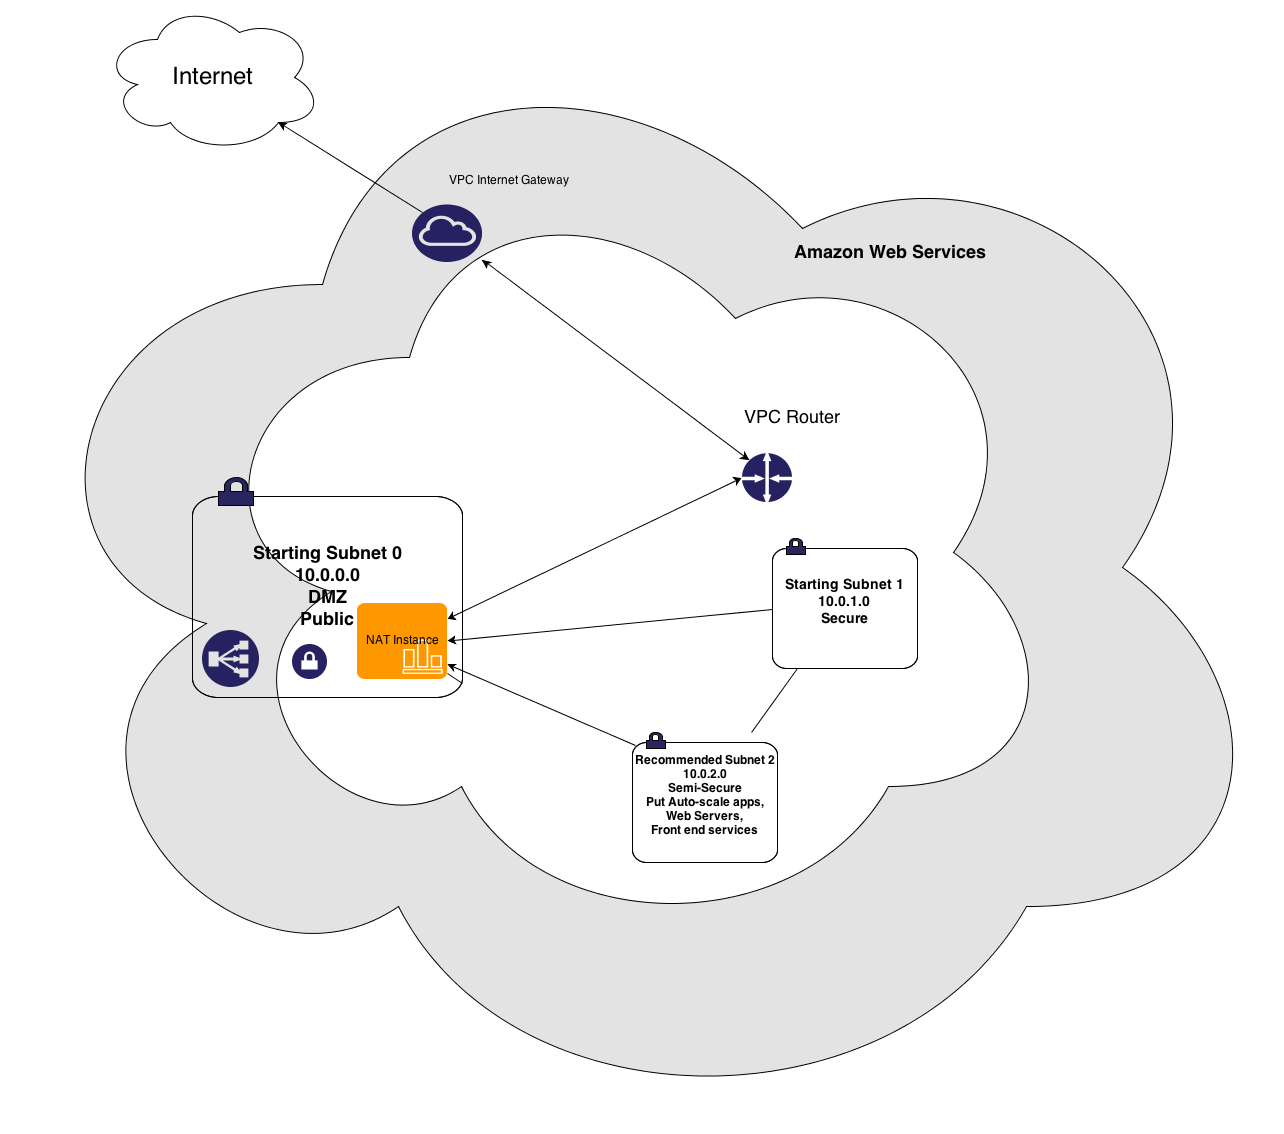 Internet
VPC Internet Gateway
Amazon Web Services
VPC Router
Starting Subnet 0
10.0.0.0
DMZ
Public
NAT Instance
Starting Subnet 1
10.0.1.0
Secure
Recommended Subnet 2
10.0.2.0
Semi-Secure
Put Auto-scale apps,
Web Servers,
Front end services